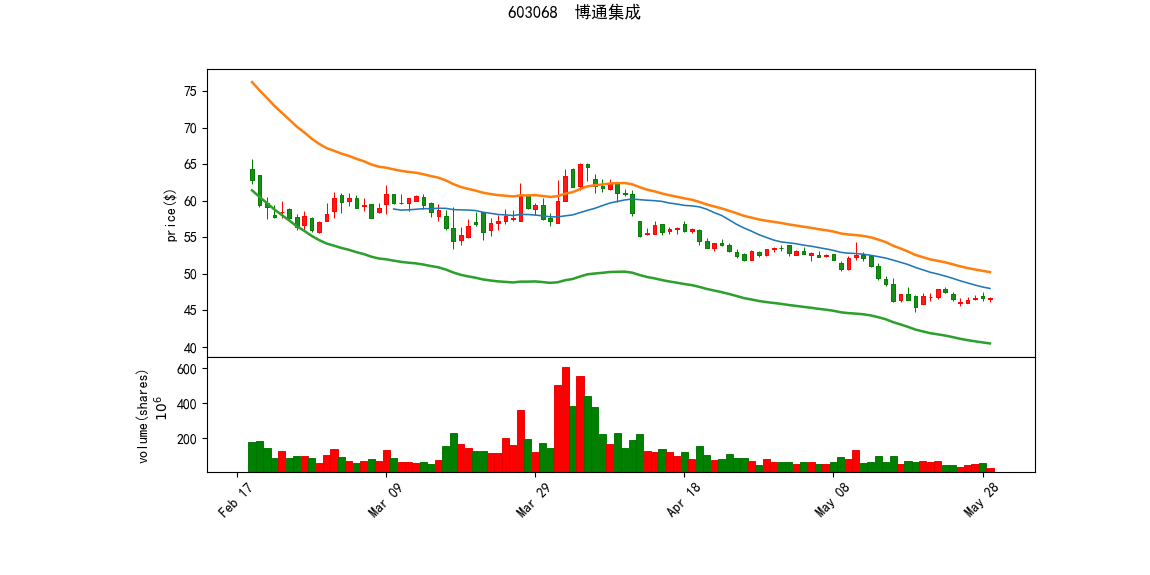 603068  博通集成
price($)
75
70
65
60
55
50
45
40
volume(shares)
10^6
600
400
200
Feb 17
Mar 09
Mar 29
Apr 18
May 08
May 28